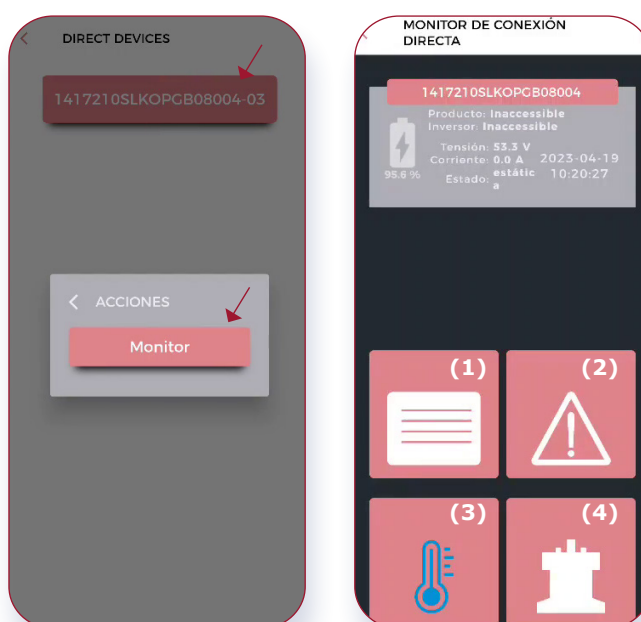 DIRECT DEVICES
1417210SLKOPGB08004-03
ACCIONES
Monitor
MONITOR DE CONEXIÓN
DIRECTA
1417210SLKOPGB08004
Producto: Inaccessible
Inversor: Inaccessible
Tensión: 53.3 V
Corriente: 0.0 A
Estado: estátic
a
95.6 %
2023-04-19
10:20:27
(1)
(2)
(3)
(4)